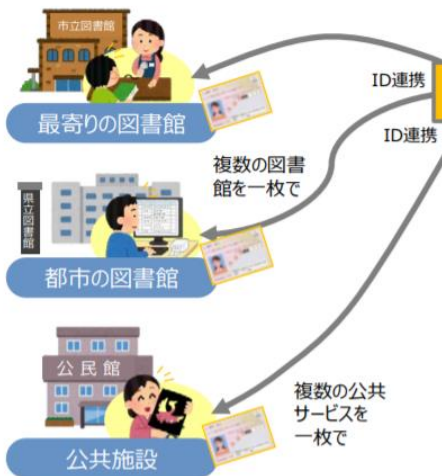 市立図書館
最寄りの図書館
ID連携
ID連携
複数の図書
館を一枚で
県立図書館
都市の図書館
公民館
複数の公共
サービスを
一枚で
公共施設